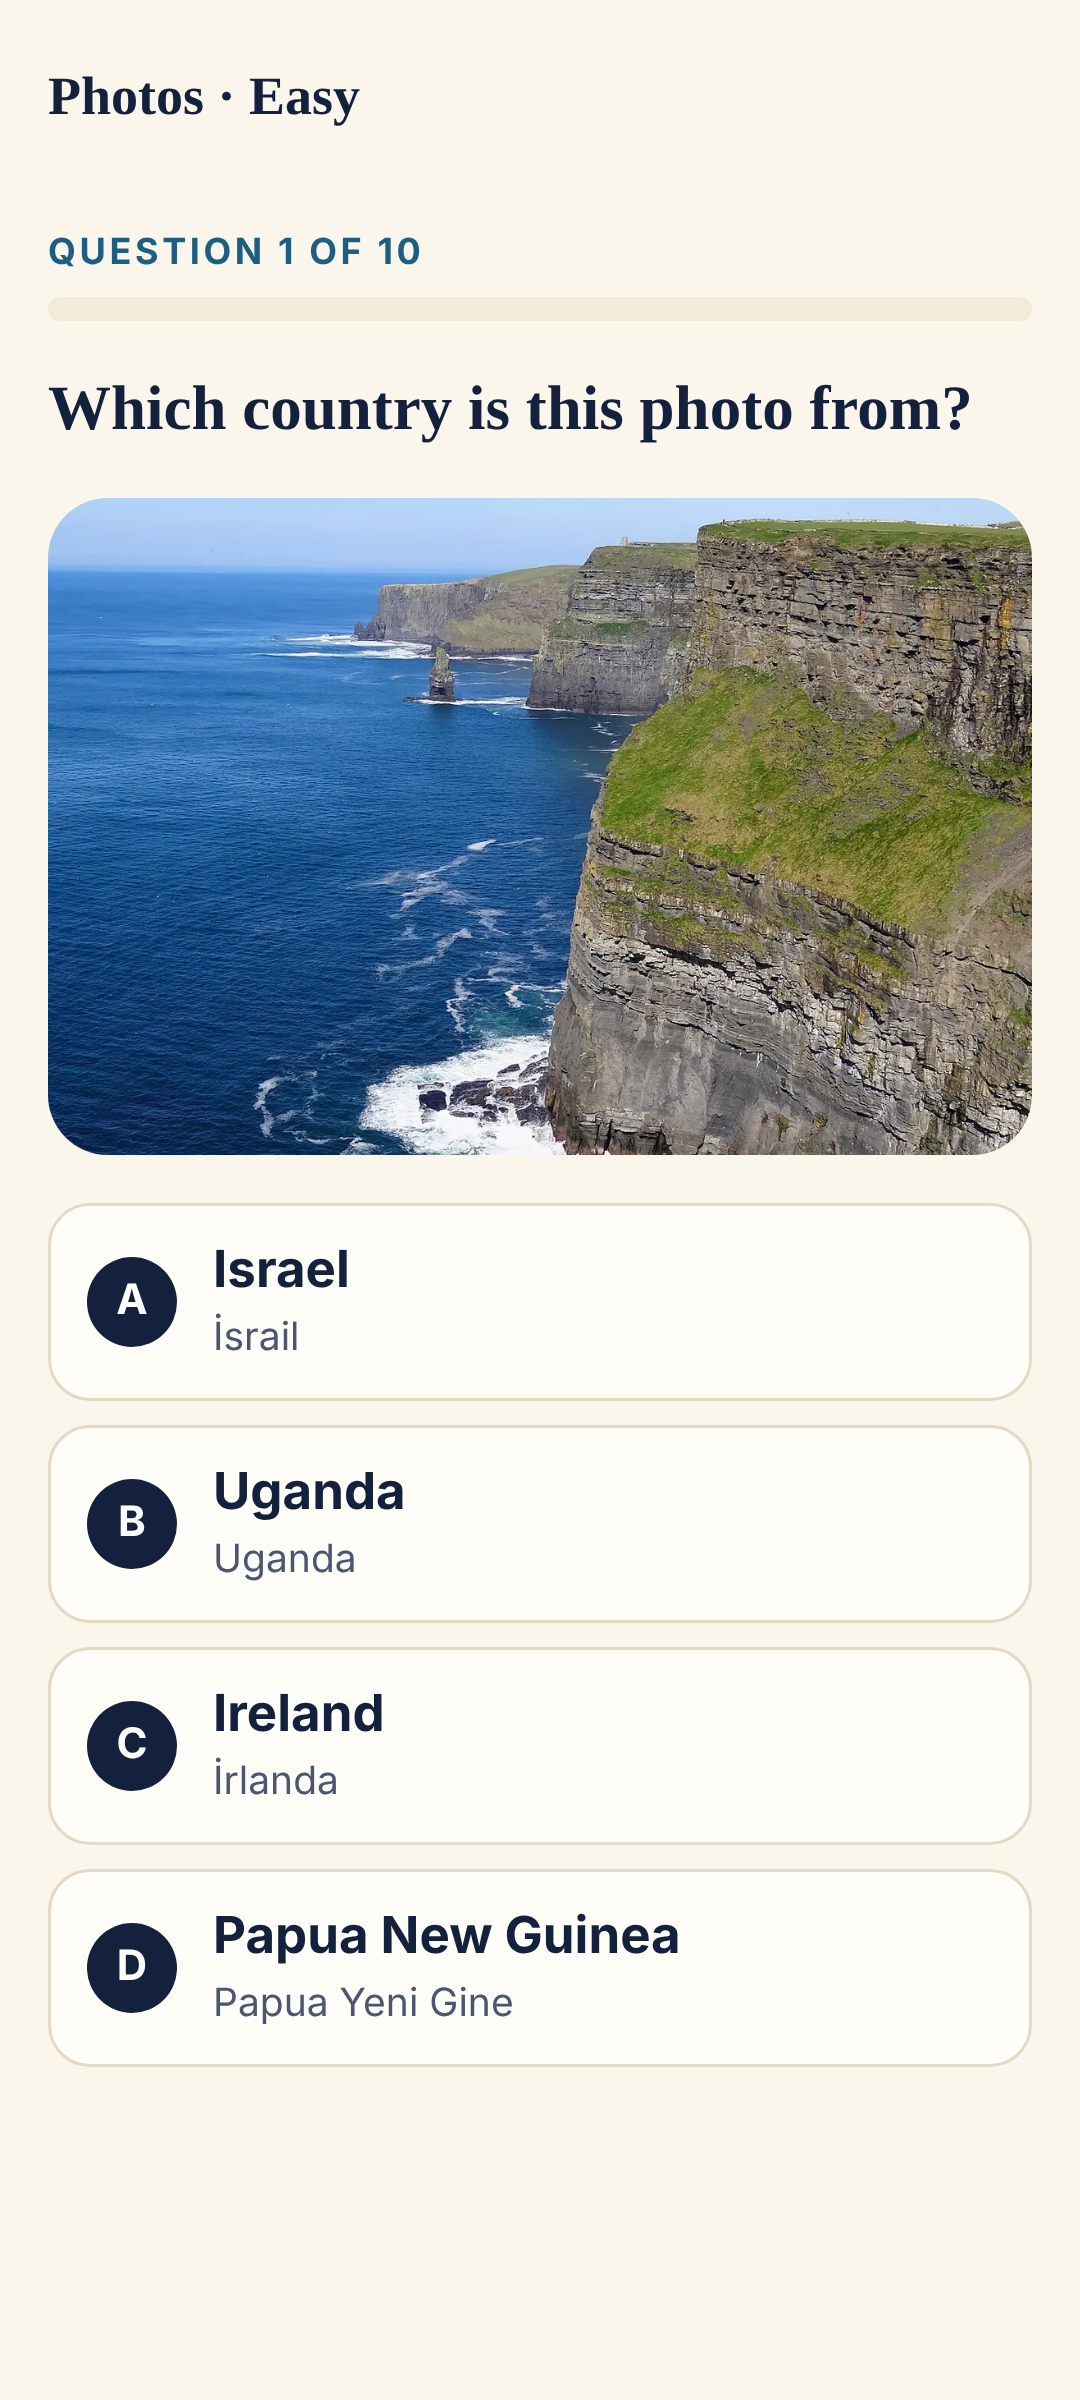 Photos · Easy
QUESTION 1 OF 10
Which country is this photo from?
A
Israel
İsrail
B
Uganda
Uganda
C
Ireland
İrlanda
D
Papua New Guinea
Papua Yeni Gine